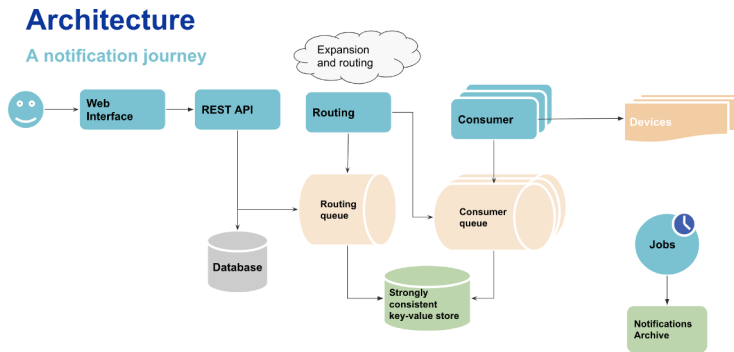 Architecture
A notification journey
Expansion
and routing
Web
Interface
REST API
Routing
Consumer
Devices
Routing
queue
Consumer
queue
Database
Jobs
Strongly
consistent
key-value store
Notifications
Archive